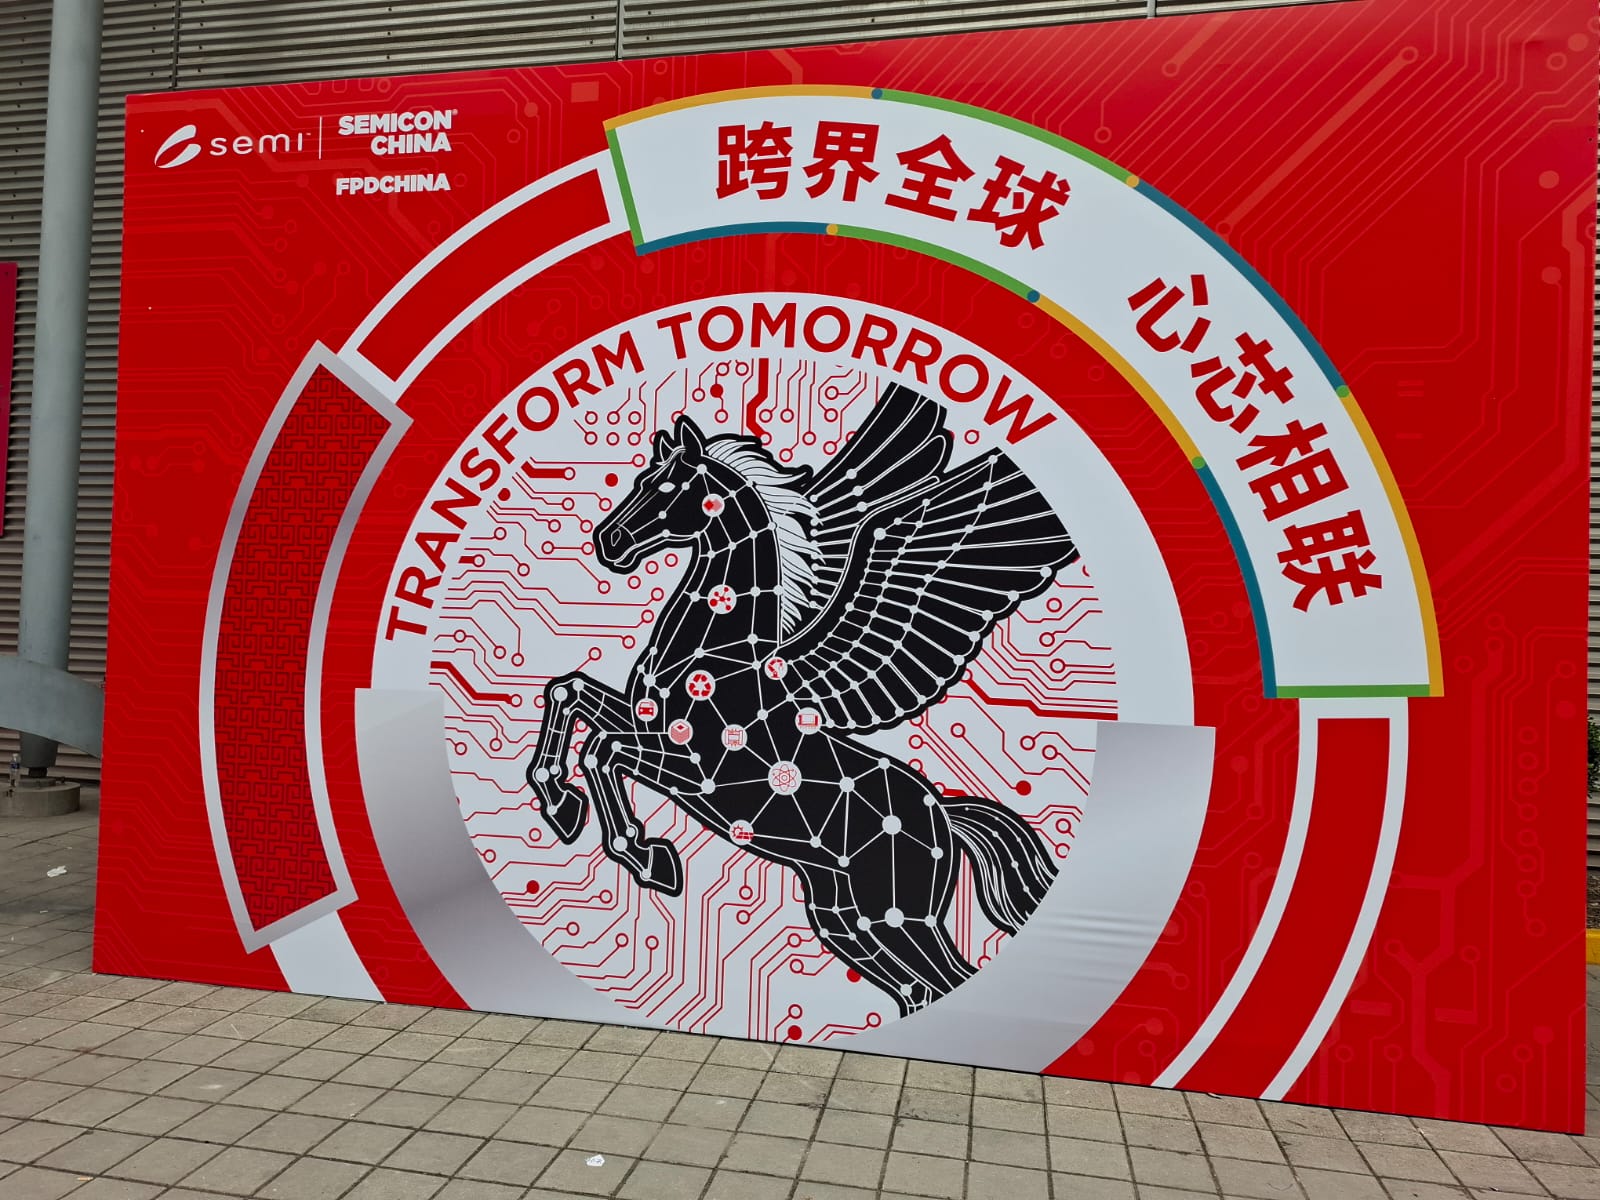 semi
SEMICON®
CHINA
FPDCHINA
跨界全球 心芯相联
TRANSFORM TOMORROW